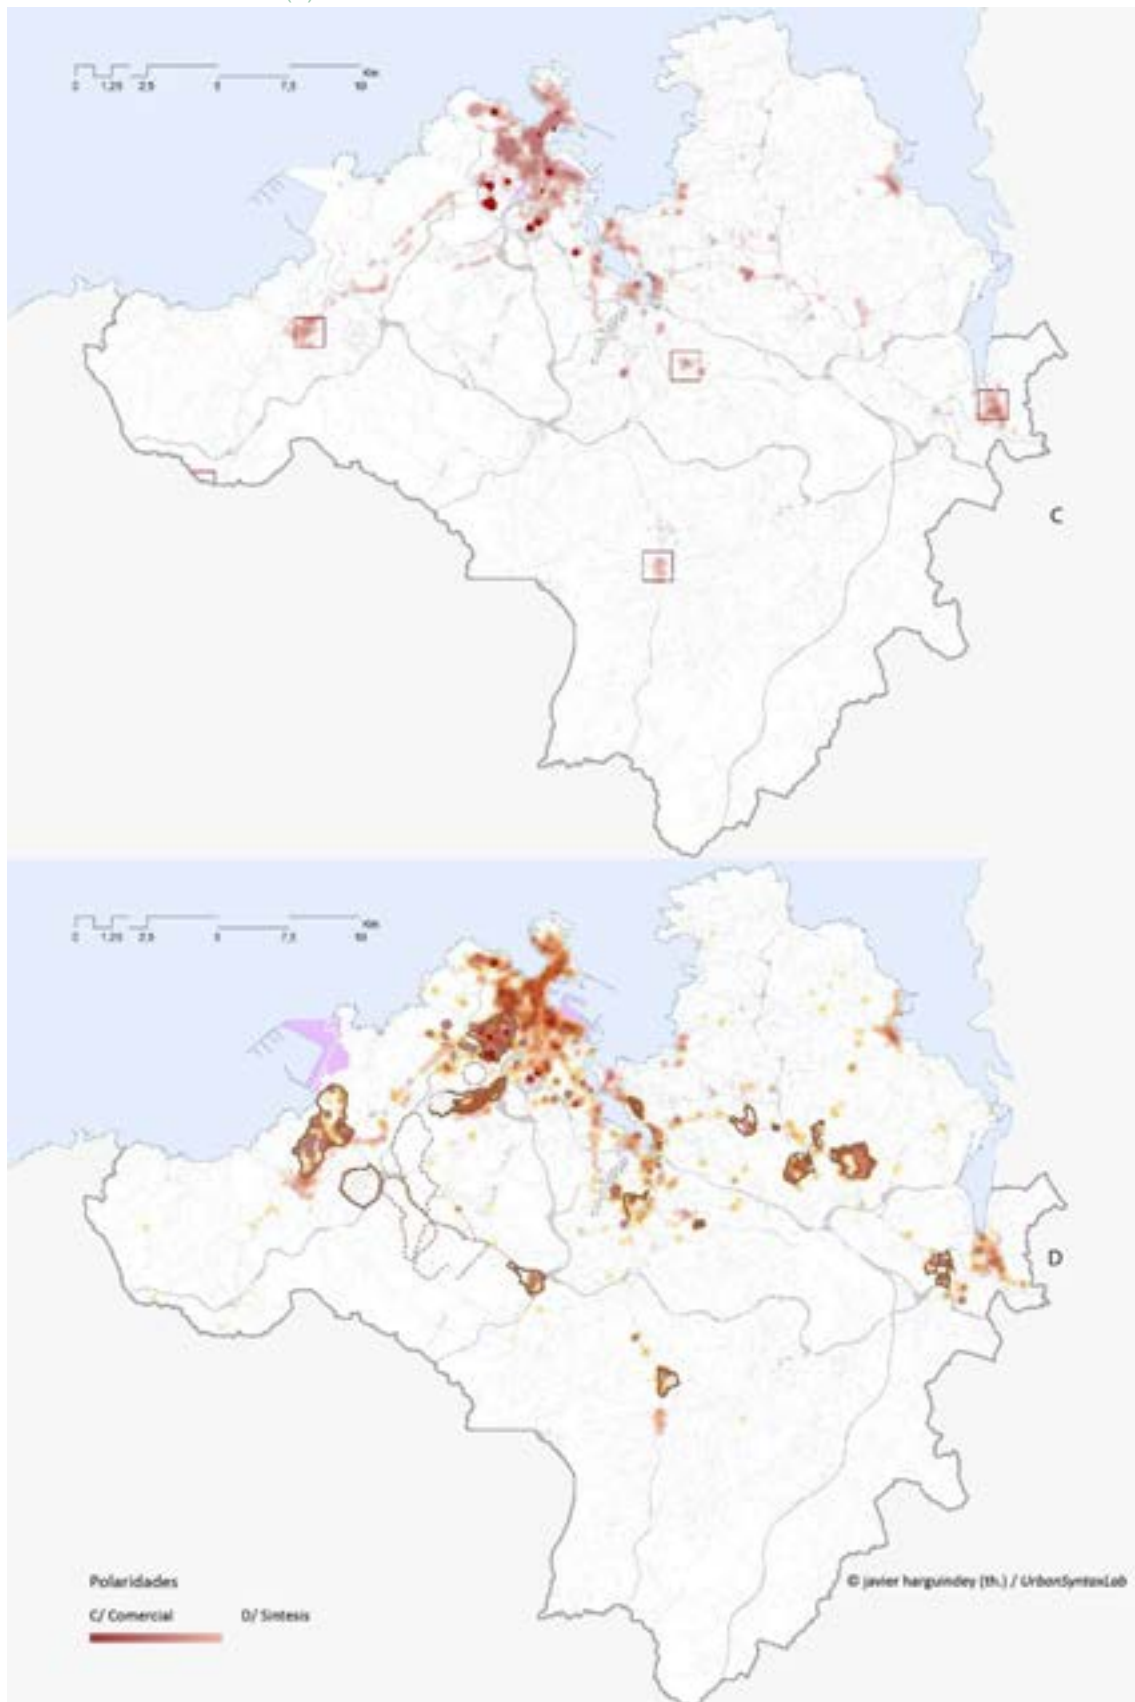 Km
0 1,25 2,5 5 7,5 10
C
Km
0 1,25 2,5 5 7,5 10
D
Polaridades
© javier harguindey (th.) / UrbanSyntaxLab
C/ Comercial D/ Sintesis